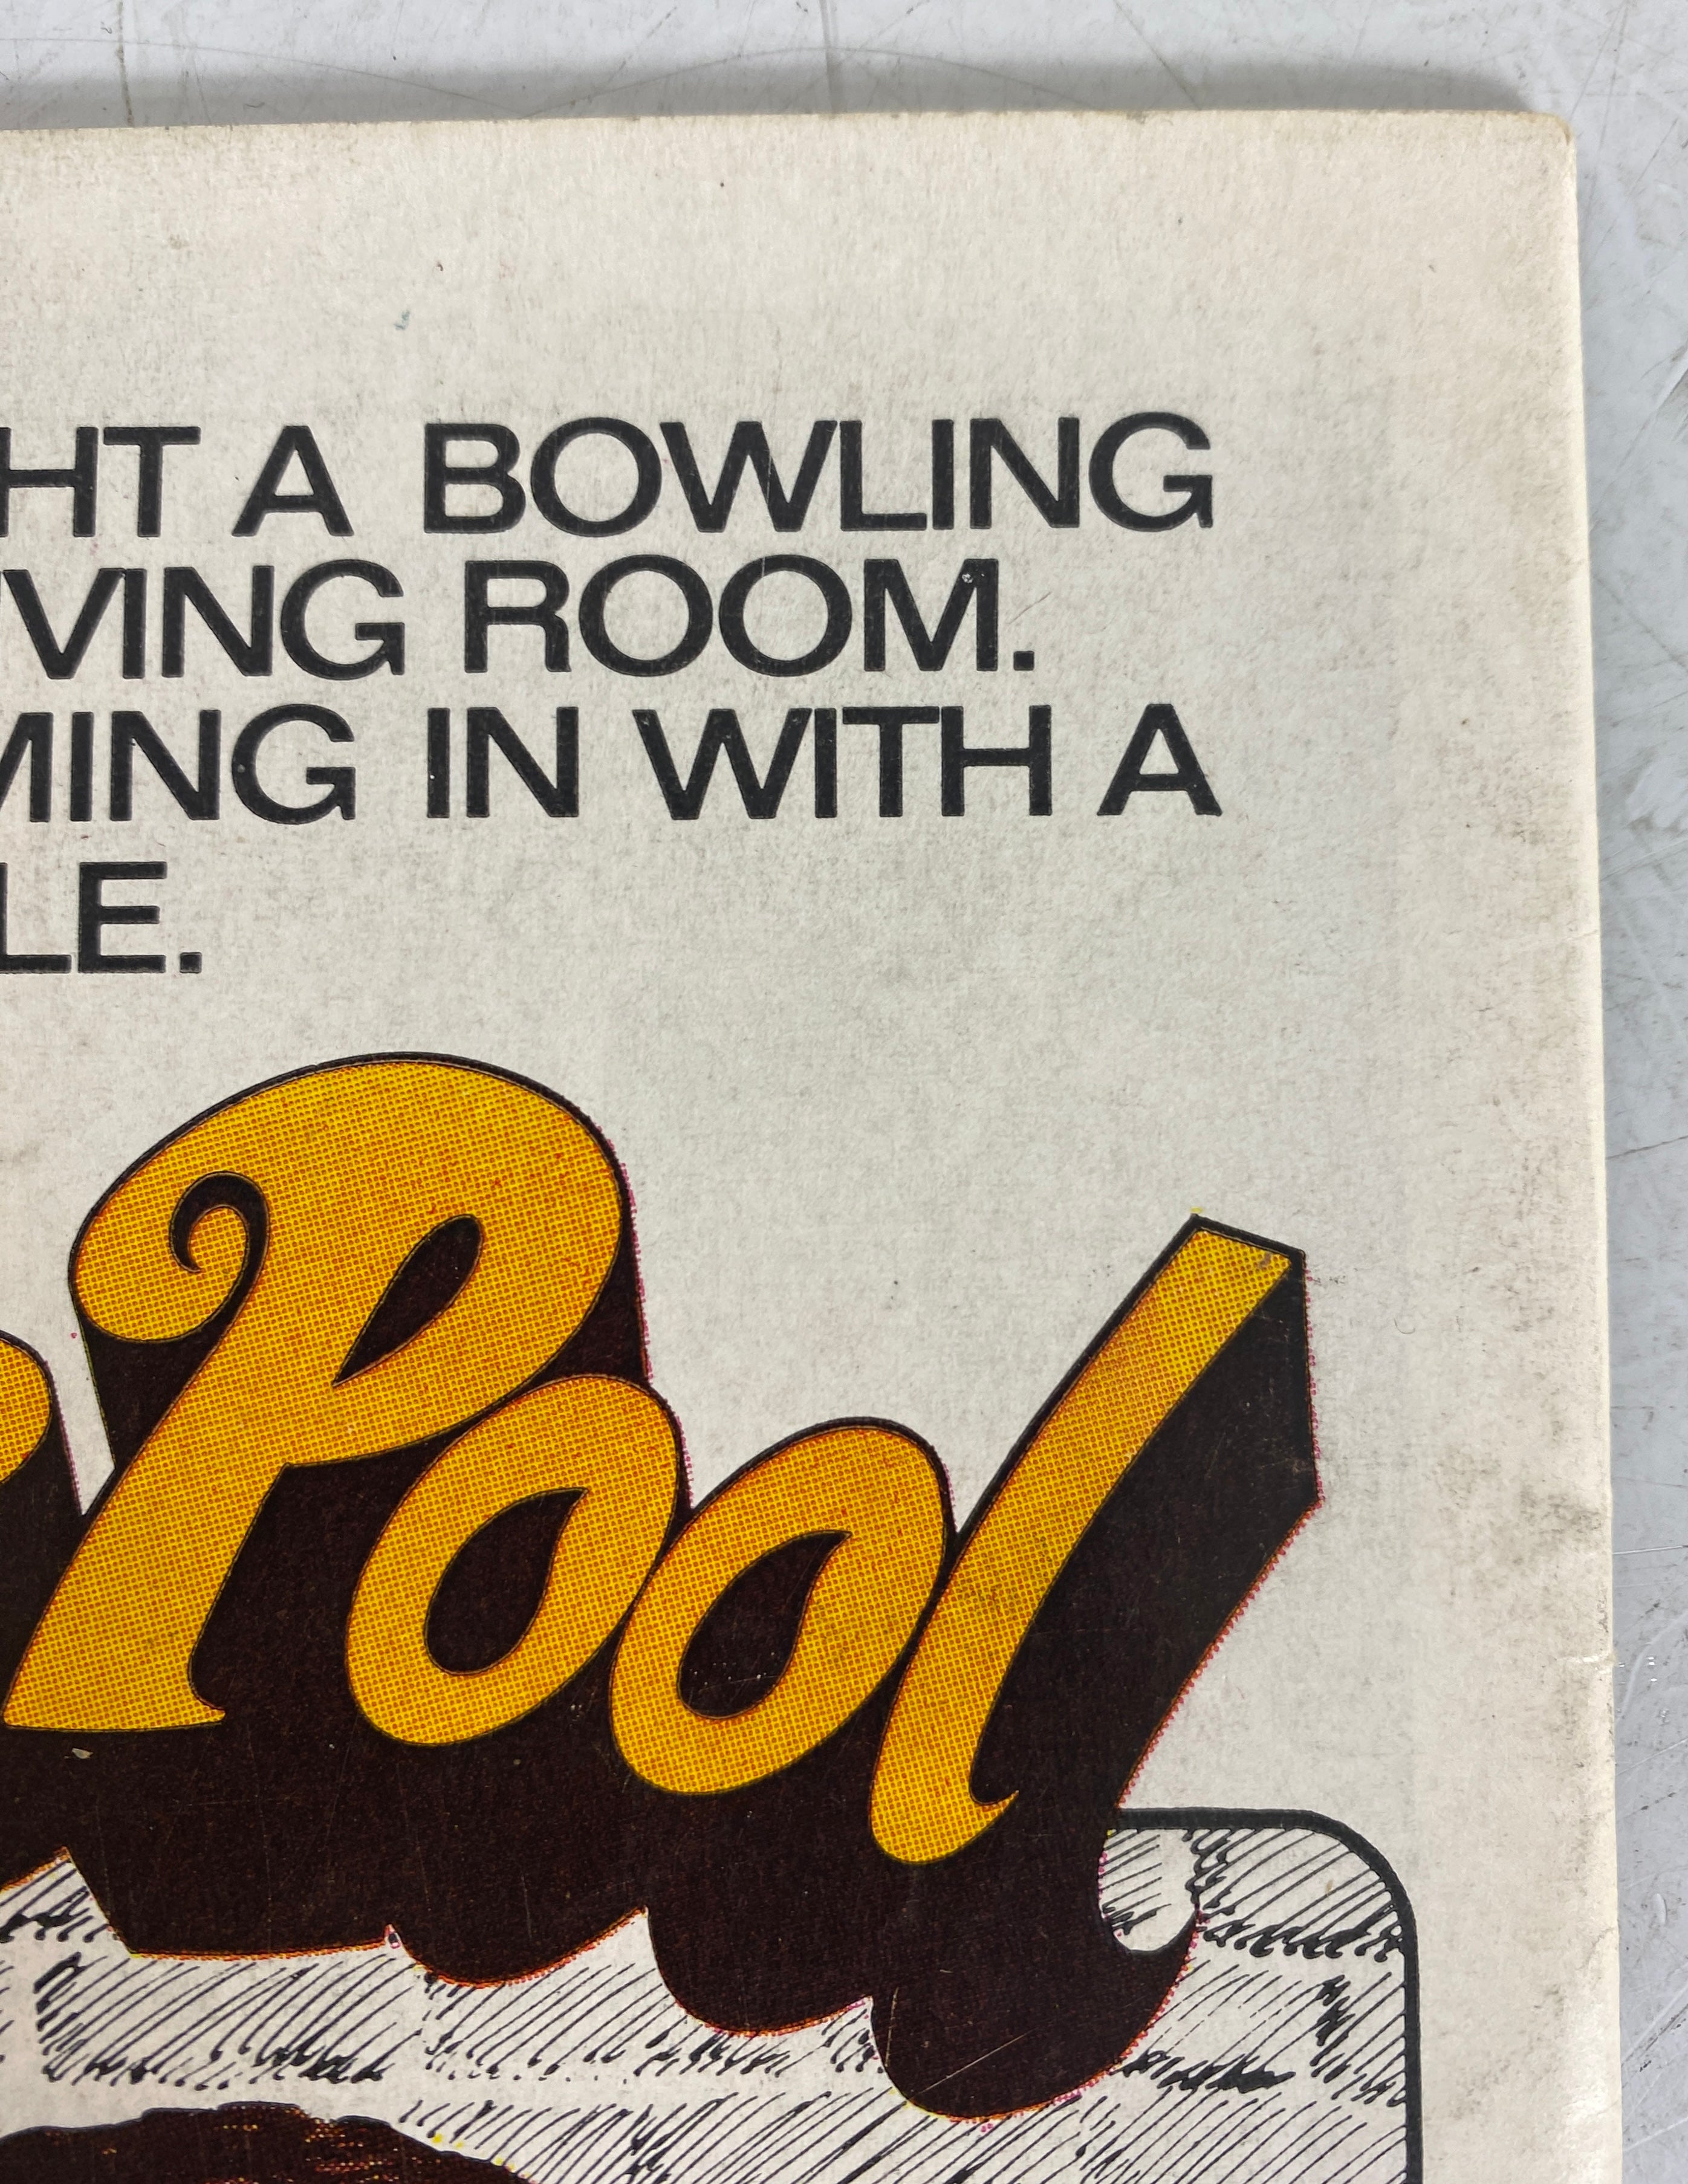 HT A BOWLING
VING ROOM.
MING IN WITH A
LE.
Pool